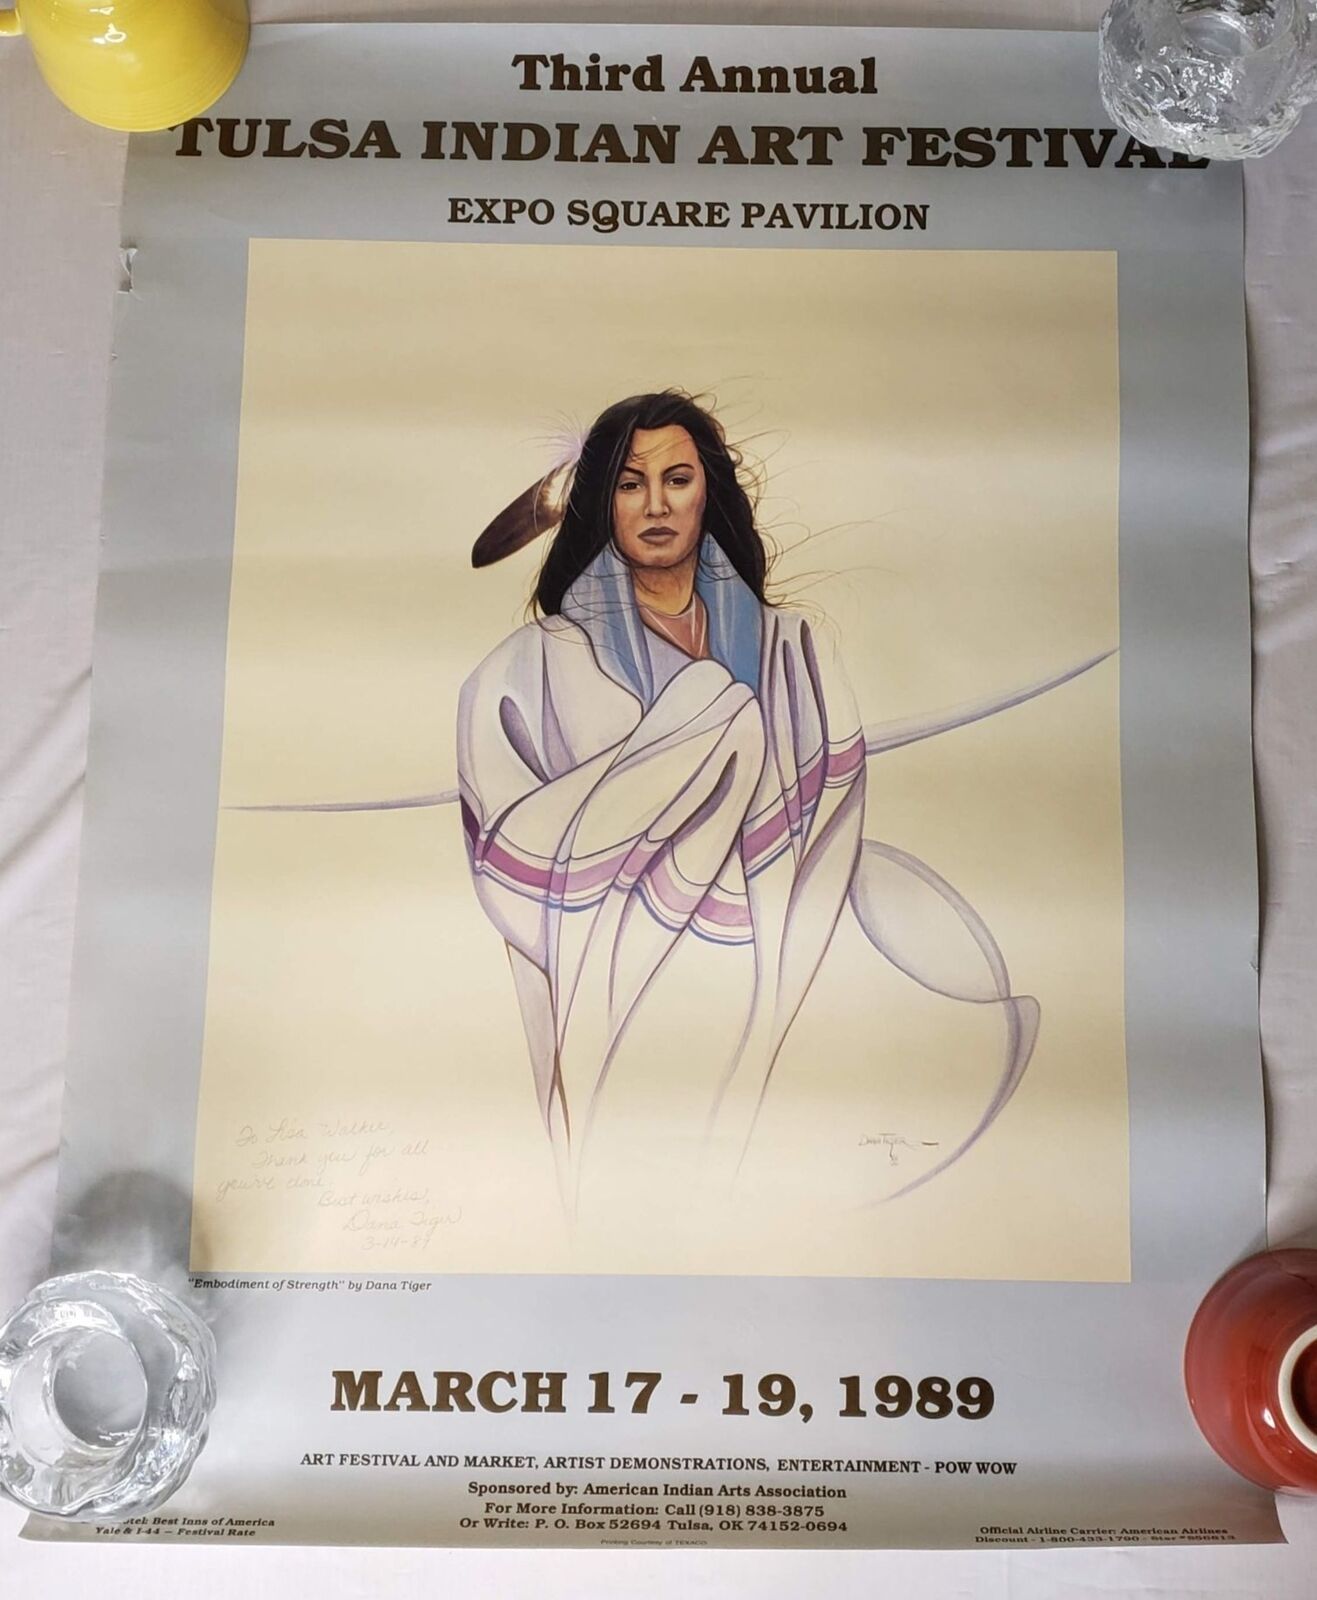 Third Annual
TULSA INDIAN ART FESTIVAL
EXPO SQUARE PAVILION
DANA TIGER
To Lisa Walker,
Thank you for all
you've done.
Best wishes,
Dana Tiger
3-14-89
"Embodiment of Strength" by Dana Tiger
MARCH 17 - 19, 1989
ART FESTIVAL AND MARKET, ARTIST DEMONSTRATIONS, ENTERTAINMENT - POW WOW
Sponsored by: American Indian Arts Association
For More Information: Call (918) 838-3875
Or Write: P. O. Box 52694 Tulsa, OK 74152-0694
Best Inns of America
Yale & I-44 — Festival Rate
Official Airline Carrier: American Airlines
Discount - 1-800-433-1790 - Star
Printing Courtesy of TEXACO